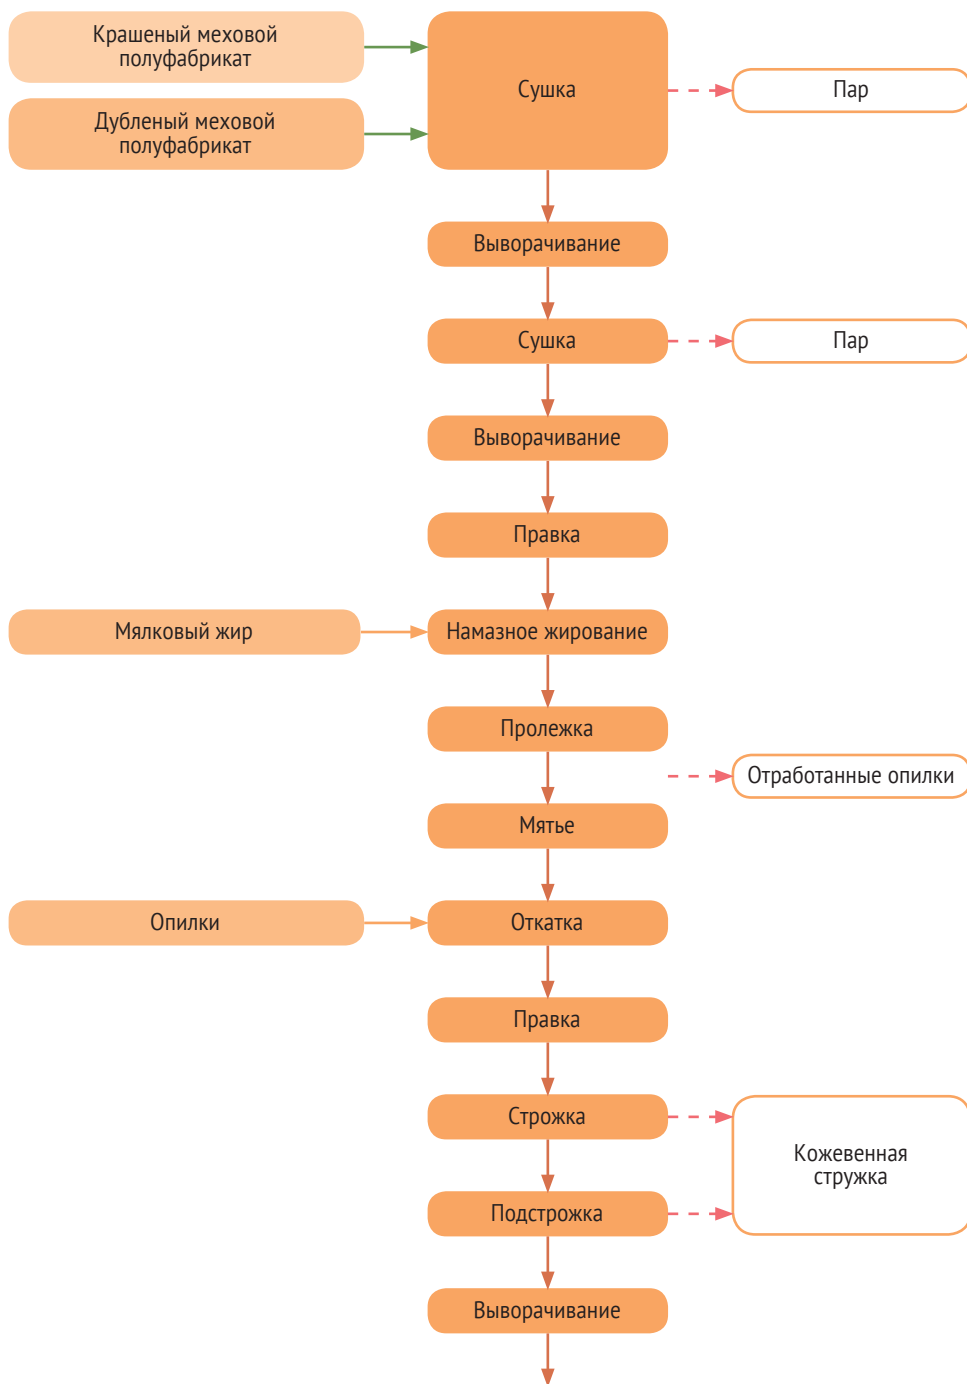 Крашеный меховой
полуфабрикат
Сушка
Пар
Дубленый меховой
полуфабрикат
Выворачивание
Сушка
Пар
Выворачивание
Правка
Мялковый жир
Намазное жирование
Пролежка
Отработанные опилки
Мятье
Опилки
Откатка
Правка
Строжка
Кожевенная
стружка
Подстрожка
Выворачивание